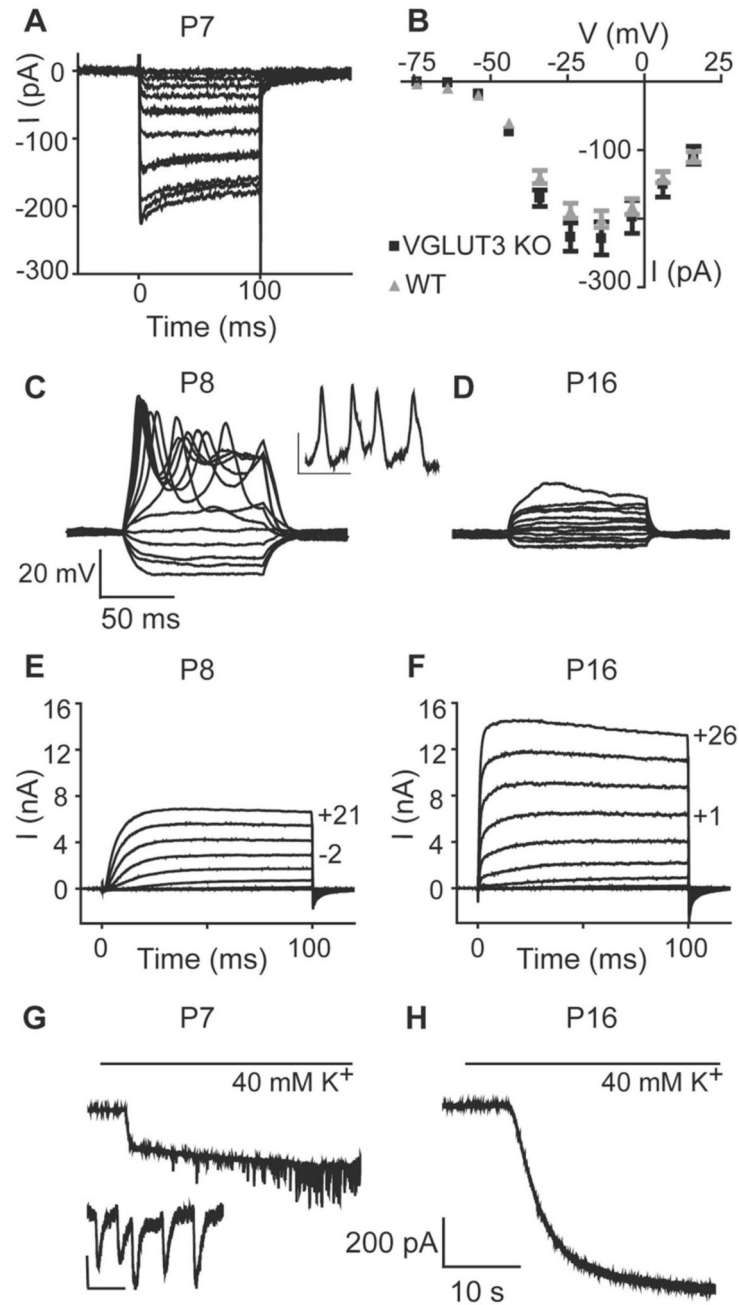 A P7
I (pA)
0
-100
-200
-300
0 100
Time (ms)
B
V (mV)
-75 -50 -25 0 25
-100
-300
I (pA)
VGLUT3 KO
WT
C P8
20 mV
50 ms
D P16
E P8
I (nA)
16
12
8
4
0
+21
-2
0 100
Time (ms)
F P16
I (nA)
16
12
8
4
0
+26
+1
0 100
Time (ms)
G P7
40 mM K+
H P16
40 mM K+
200 pA
10 s